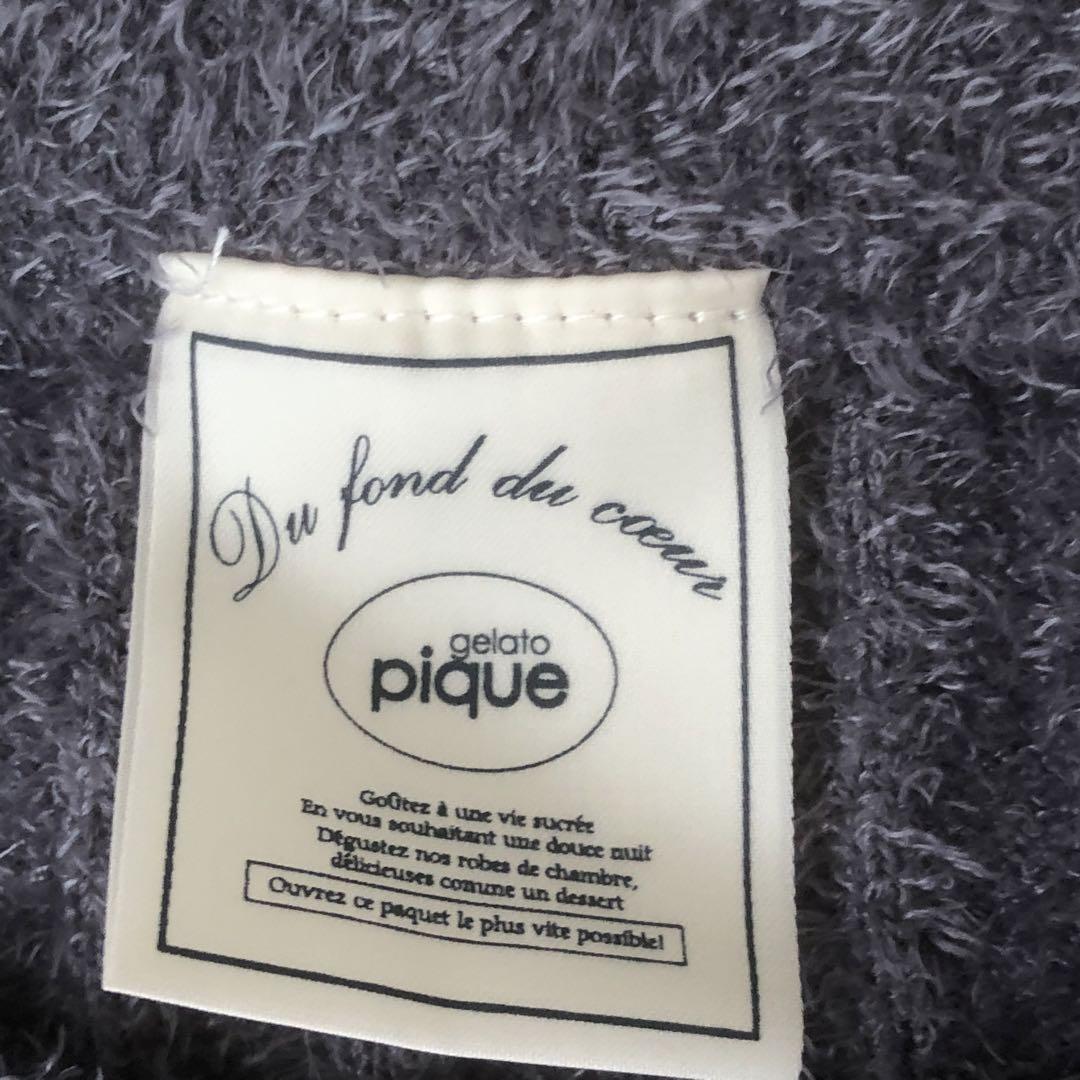 Du fond du cœur
gelato
pique
Goûtez à une vie sucrée
En vous souhaitant une douce nuit
Dégustez nos robes de chambre,
délicieuses comme un dessert
Ouvrez ce paquet le plus vite possible!